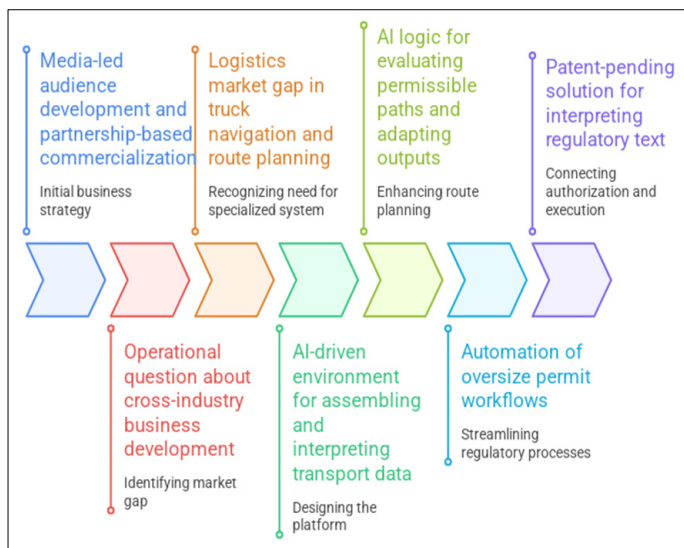 Media-led
audience
development and
partnership-based
commercialization
Initial business
strategy
Operational
question about
cross-industry
business
development
Identifying market
gap
Logistics
market gap in
truck
navigation and
route planning
Recognizing need for
specialized system
AI-driven
environment
for assembling
and
interpreting
transport data
Designing the
platform
AI logic for
evaluating
permissible
paths and
adapting
outputs
Enhancing route
planning
Automation of
oversize permit
workflows
Streamlining
regulatory processes
Patent-pending
solution for
interpreting
regulatory text
Connecting
authorization and
execution